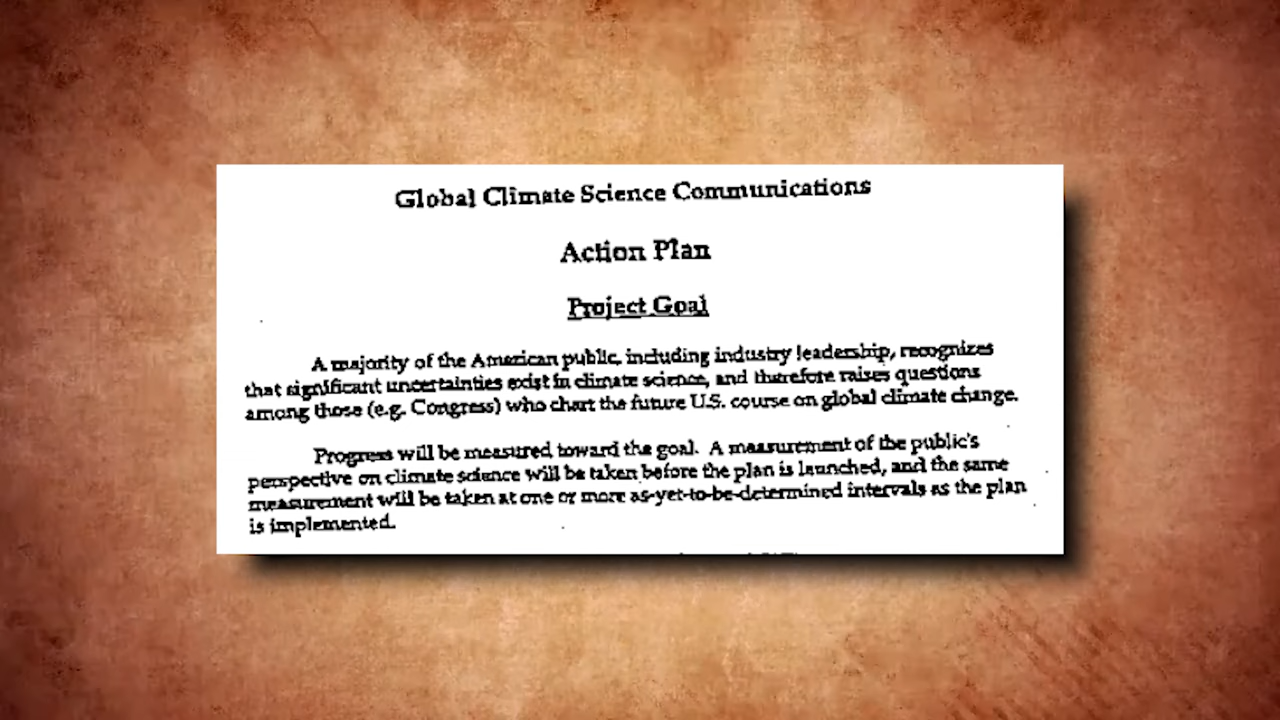 Global Climate Science Communications
Action Plan
Project Goal
A majority of the American public, including industry leadership, recognizes
that significant uncertainties exist in climate science, and therefore raises questions
among those (e.g. Congress) who chart the future U.S. course on global climate change.
Progress will be measured toward the goal. A measurement of the public's
perspective on climate science will be taken before the plan is launched, and the same
measurement will be taken at one or more as-yet-to-be-determined intervals as the plan
is implemented.